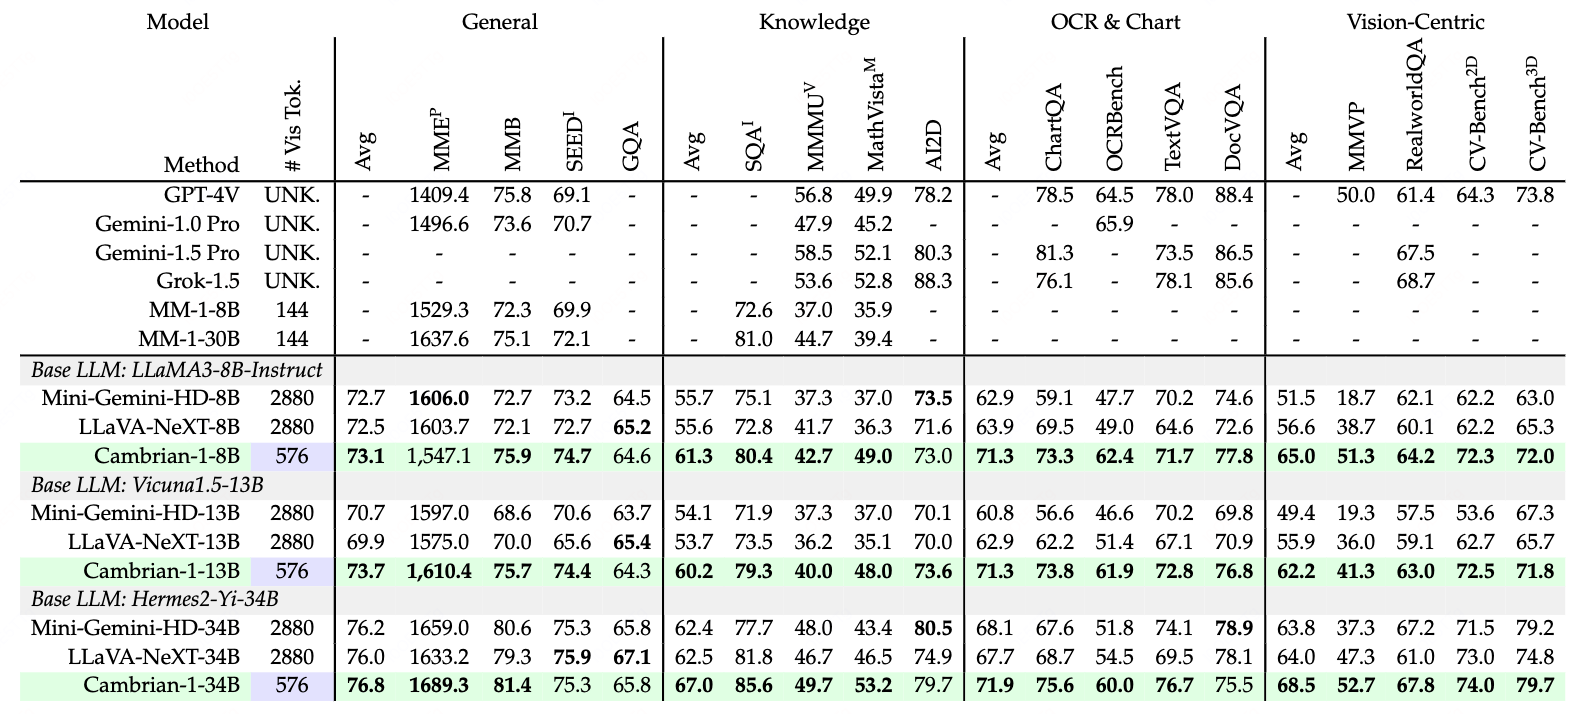 Model General Knowledge OCR & Chart Vision-Centric
Method # Vis Tok. Avg MME^P MMB SEED^I GQA Avg SQA^I MMMU^V MathVista^M AI2D Avg ChartQA OCRBench TextVQA DocVQA Avg MMVP RealworldQA CV-Bench^2D CV-Bench^3D
GPT-4V UNK. - 1409.4 75.8 69.1 - - - 56.8 49.9 78.2 - 78.5 64.5 78.0 88.4 - 50.0 61.4 64.3 73.8
Gemini-1.0 Pro UNK. - 1496.6 73.6 70.7 - - - 47.9 45.2 - - - 65.9 - - - - - - -
Gemini-1.5 Pro UNK. - - - - - - - 58.5 52.1 80.3 - 81.3 - 73.5 86.5 - - 67.5 - -
Grok-1.5 UNK. - - - - - - - 53.6 52.8 88.3 - 76.1 - 78.1 85.6 - - 68.7 - -
MM-1-8B 144 - 1529.3 72.3 69.9 - - 72.6 37.0 35.9 - - - - - - - - - - -
MM-1-30B 144 - 1637.6 75.1 72.1 - - 81.0 44.7 39.4 - - - - - - - - - - -
Base LLM: LLaMA3-8B-Instruct
Mini-Gemini-HD-8B 2880 72.7 1606.0 72.7 73.2 64.5 55.7 75.1 37.3 37.0 73.5 62.9 59.1 47.7 70.2 74.6 51.5 18.7 62.1 62.2 63.0
LLaVA-NeXT-8B 2880 72.5 1603.7 72.1 72.7 65.2 55.6 72.8 41.7 36.3 71.6 63.9 69.5 49.0 64.6 72.6 56.6 38.7 60.1 62.2 65.3
Cambrian-1-8B 576 73.1 1,547.1 75.9 74.7 64.6 61.3 80.4 42.7 49.0 73.0 71.3 73.3 62.4 71.7 77.8 65.0 51.3 64.2 72.3 72.0
Base LLM: Vicuna1.5-13B
Mini-Gemini-HD-13B 2880 70.7 1597.0 68.6 70.6 63.7 54.1 71.9 37.3 37.0 70.1 60.8 56.6 46.6 70.2 69.8 49.4 19.3 57.5 53.6 67.3
LLaVA-NeXT-13B 2880 69.9 1575.0 70.0 65.6 65.4 53.7 73.5 36.2 35.1 70.0 62.9 62.2 51.4 67.1 70.9 55.9 36.0 59.1 62.7 65.7
Cambrian-1-13B 576 73.7 1,610.4 75.7 74.4 64.3 60.2 79.3 40.0 48.0 73.6 71.3 73.8 61.9 72.8 76.8 62.2 41.3 63.0 72.5 71.8
Base LLM: Hermes2-Yi-34B
Mini-Gemini-HD-34B 2880 76.2 1659.0 80.6 75.3 65.8 62.4 77.7 48.0 43.4 80.5 68.1 67.6 51.8 74.1 78.9 63.8 37.3 67.2 71.5 79.2
LLaVA-NeXT-34B 2880 76.0 1633.2 79.3 75.9 67.1 62.5 81.8 46.7 46.5 74.9 67.7 68.7 54.5 69.5 78.1 64.0 47.3 61.0 73.0 74.8
Cambrian-1-34B 576 76.8 1689.3 81.4 75.3 65.8 67.0 85.6 49.7 53.2 79.7 71.9 75.6 60.0 76.7 75.5 68.5 52.7 67.8 74.0 79.7